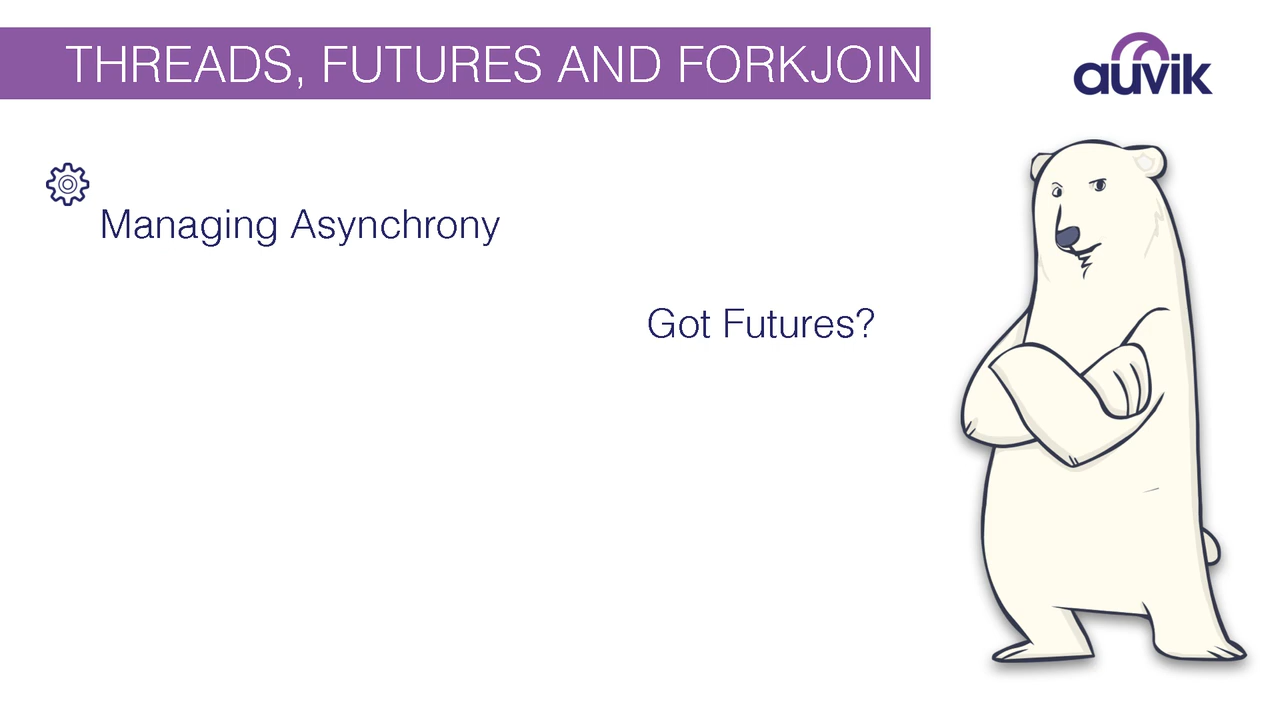 THREADS, FUTURES AND FORKJOIN
auvik
Managing Asynchrony
Got Futures?